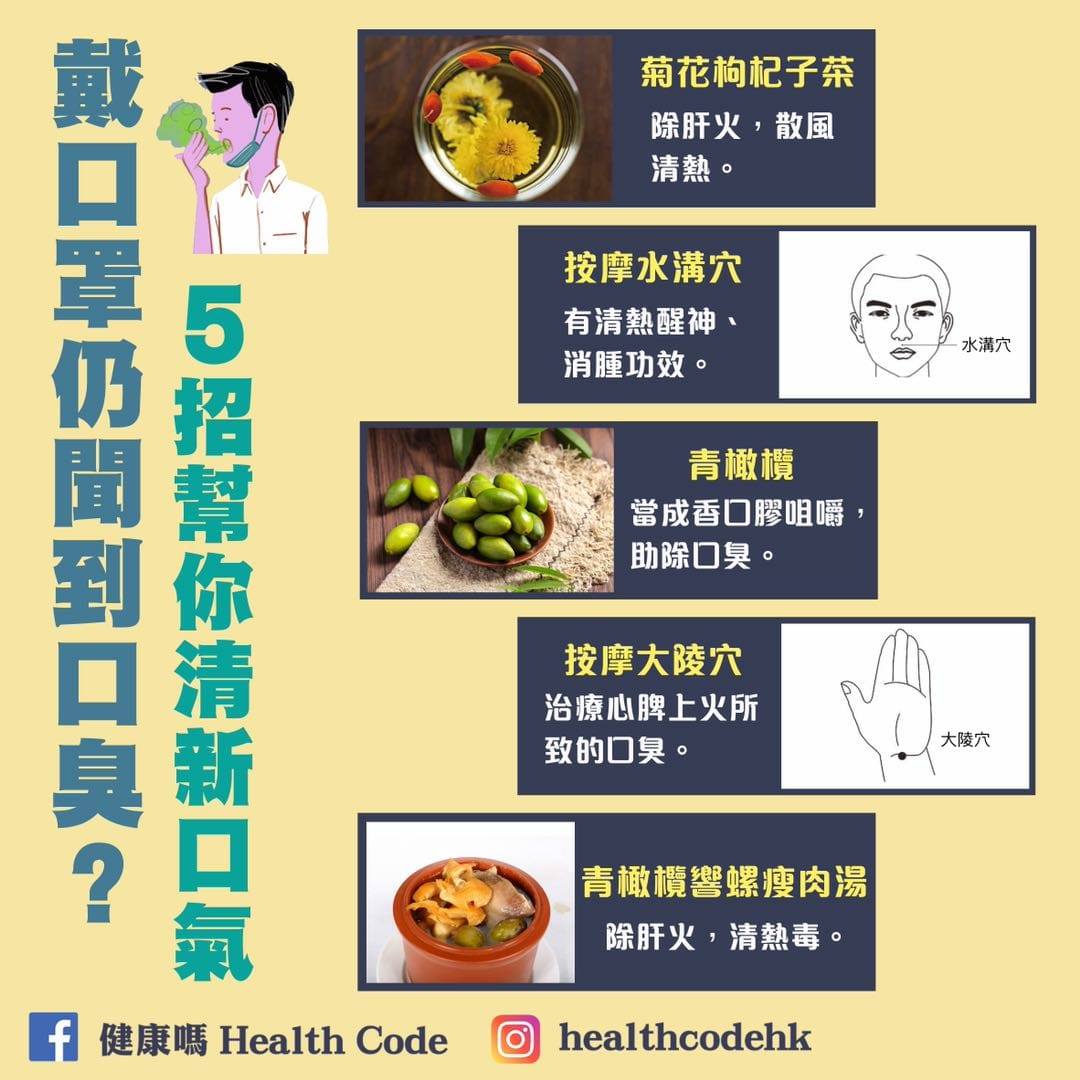 戴口罩仍聞到口臭?
5招幫你清新口氣
菊花枸杞子茶
除肝火，散風
清熱。
按摩水溝穴
有清熱醒神、
消腫功效。
水溝穴
青橄欖
當成香口膠咀嚼，
助除口臭。
按摩大陵穴
治療心脾上火所
致的口臭。
大陵穴
青橄欖響螺瘦肉湯
除肝火，清熱毒。
健康嗎 Health Code
healthcodehk